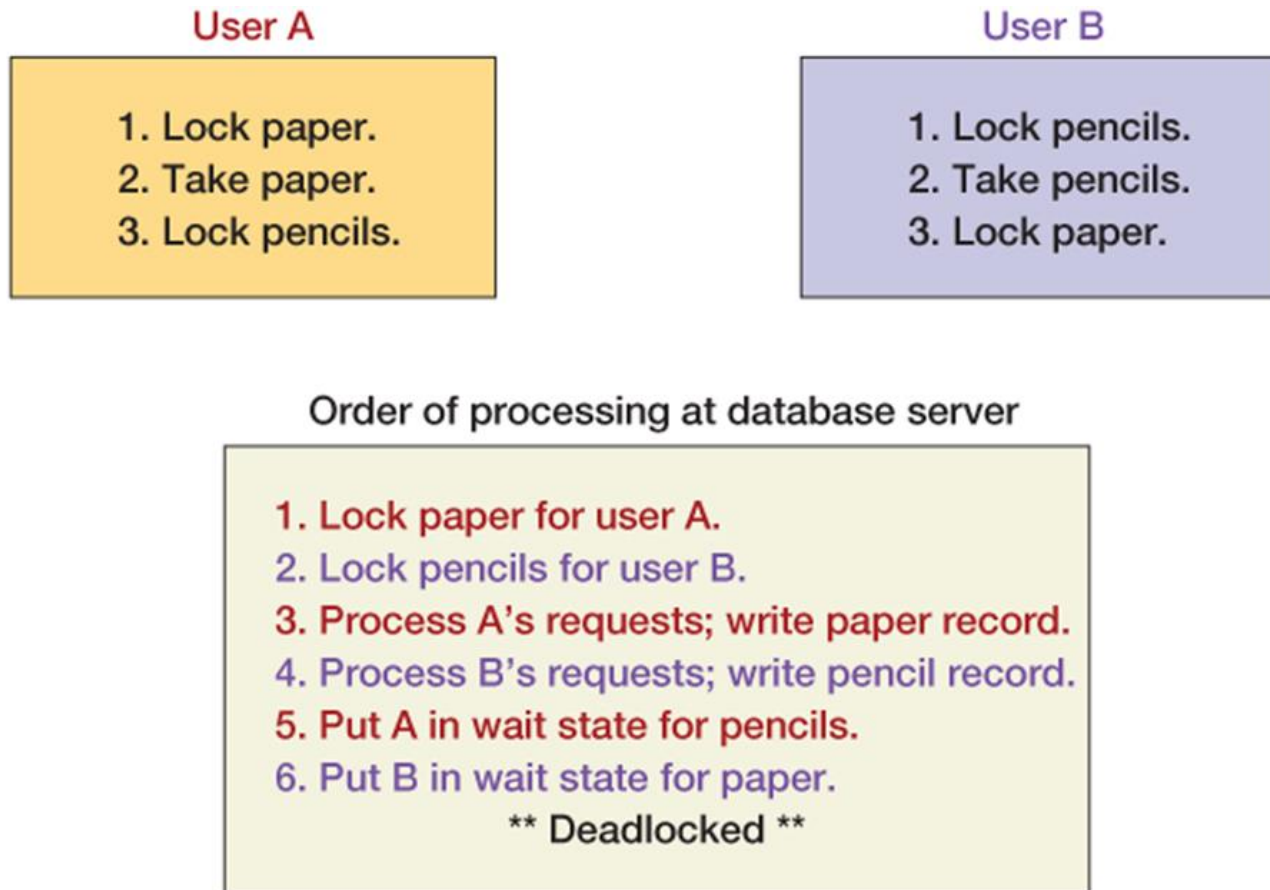 User A
1. Lock paper.
2. Take paper.
3. Lock pencils.
User B
1. Lock pencils.
2. Take pencils.
3. Lock paper.
Order of processing at database server
1. Lock paper for user A.
2. Lock pencils for user B.
3. Process A’s requests; write paper record.
4. Process B’s requests; write pencil record.
5. Put A in wait state for pencils.
6. Put B in wait state for paper.
** Deadlocked **